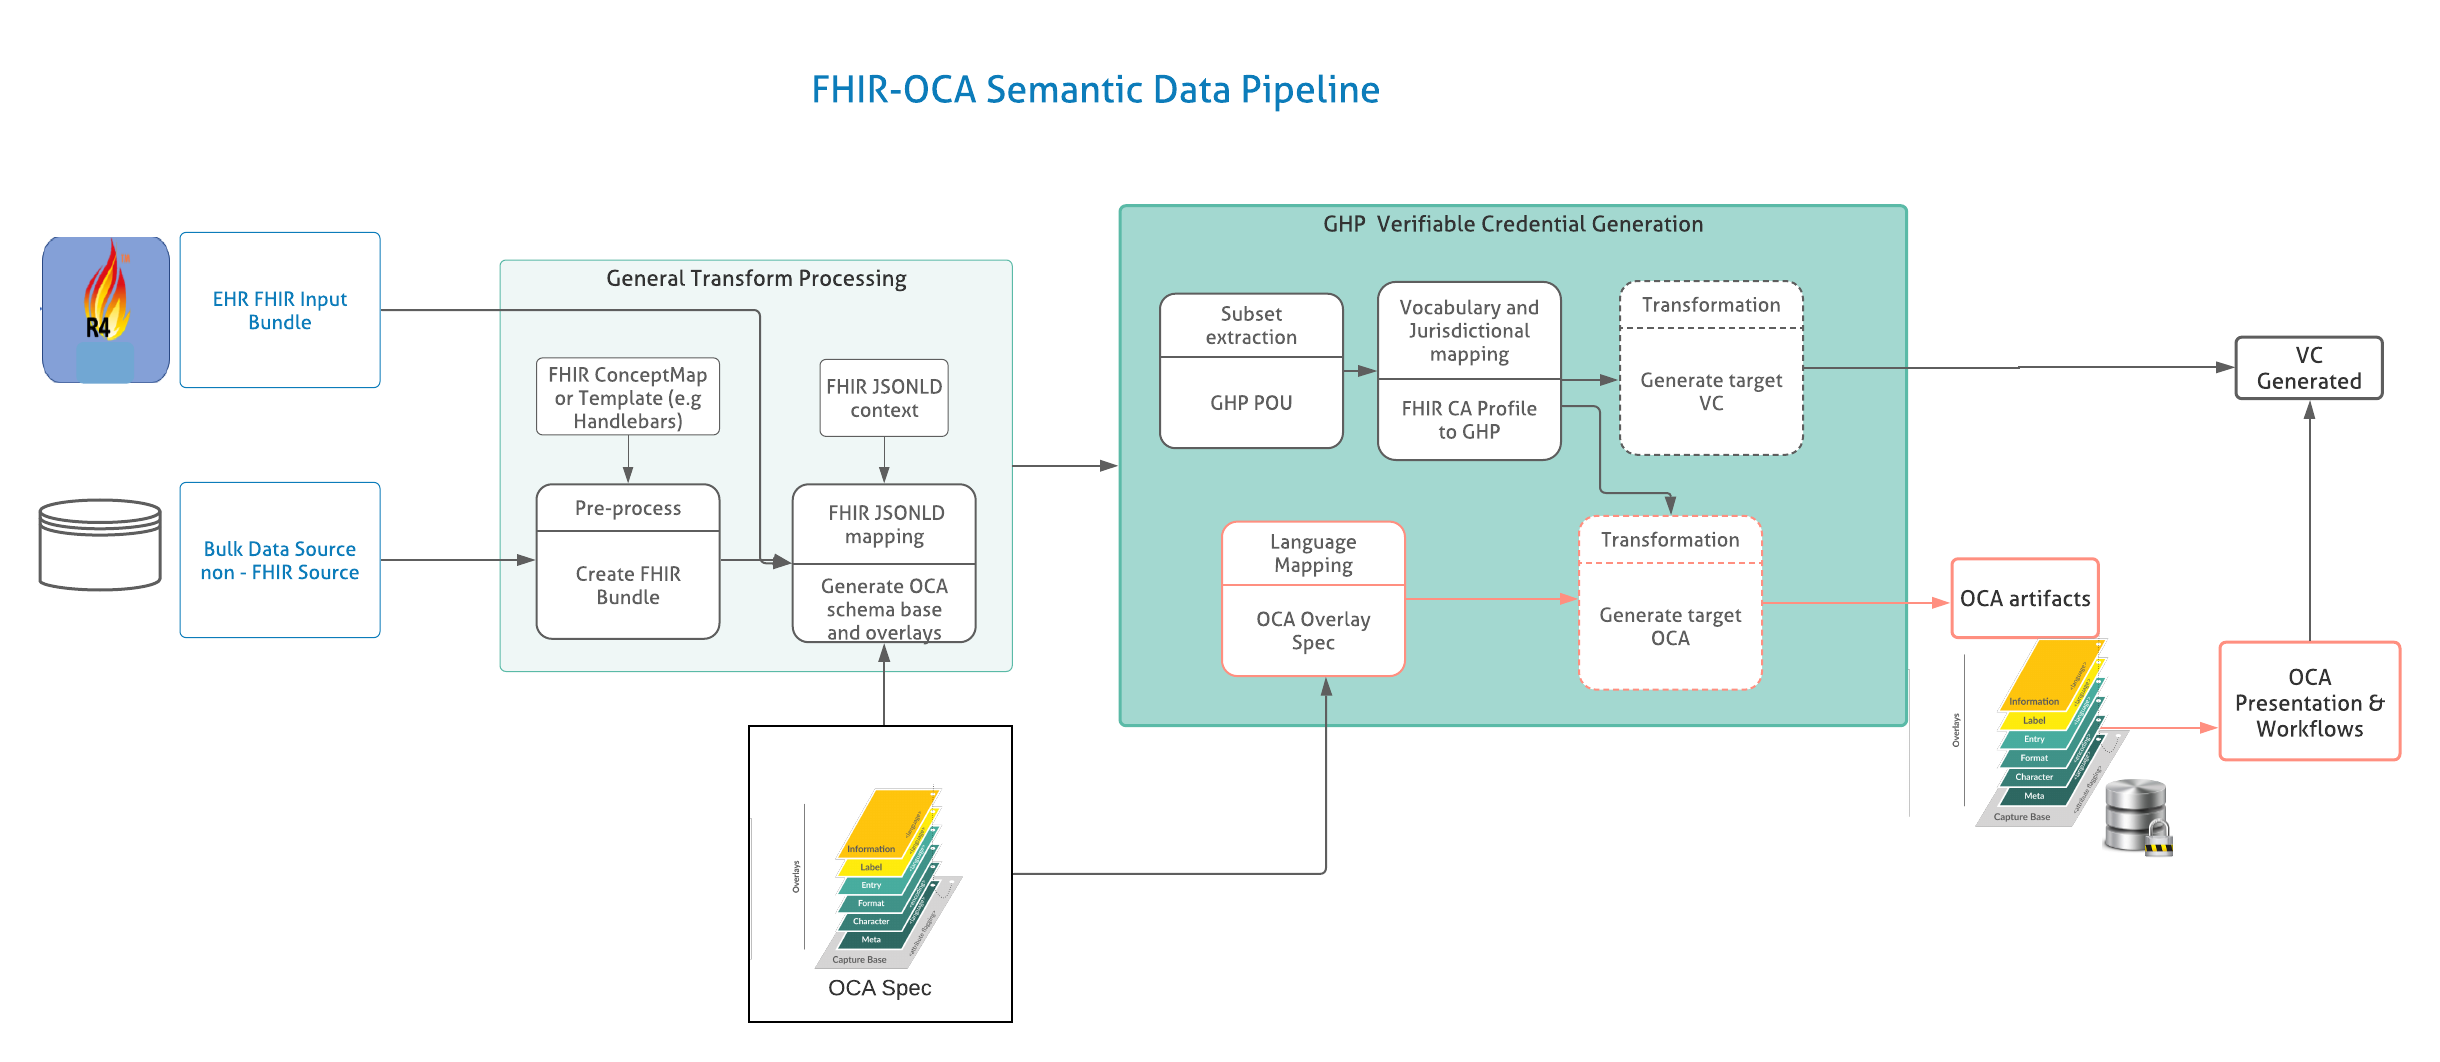 FHIR-OCA Semantic Data Pipeline
R4
EHR FHIR Input
Bundle
Bulk Data Source
non - FHIR Source
General Transform Processing
FHIR ConceptMap
or Template (e.g
Handlebars)
FHIR JSONLD
context
Pre-process
Create FHIR
Bundle
FHIR JSONLD
mapping
Generate OCA
schema base
and overlays
Overlays
Information
Label
Entry
Format
Character
Meta
Capture Base
<attribute flagging>
OCA Spec
GHP  Verifiable Credential Generation
Subset
extraction
GHP POU
Vocabulary and
Jurisdictional
mapping
FHIR CA Profile
to GHP
Transformation
Generate target
VC
Language
Mapping
OCA Overlay
Spec
Transformation
Generate target
OCA
VC
Generated
OCA artifacts
Overlays
Information
Label
Entry
Format
Character
Meta
Capture Base
<attribute flagging>
OCA
Presentation &
Workflows